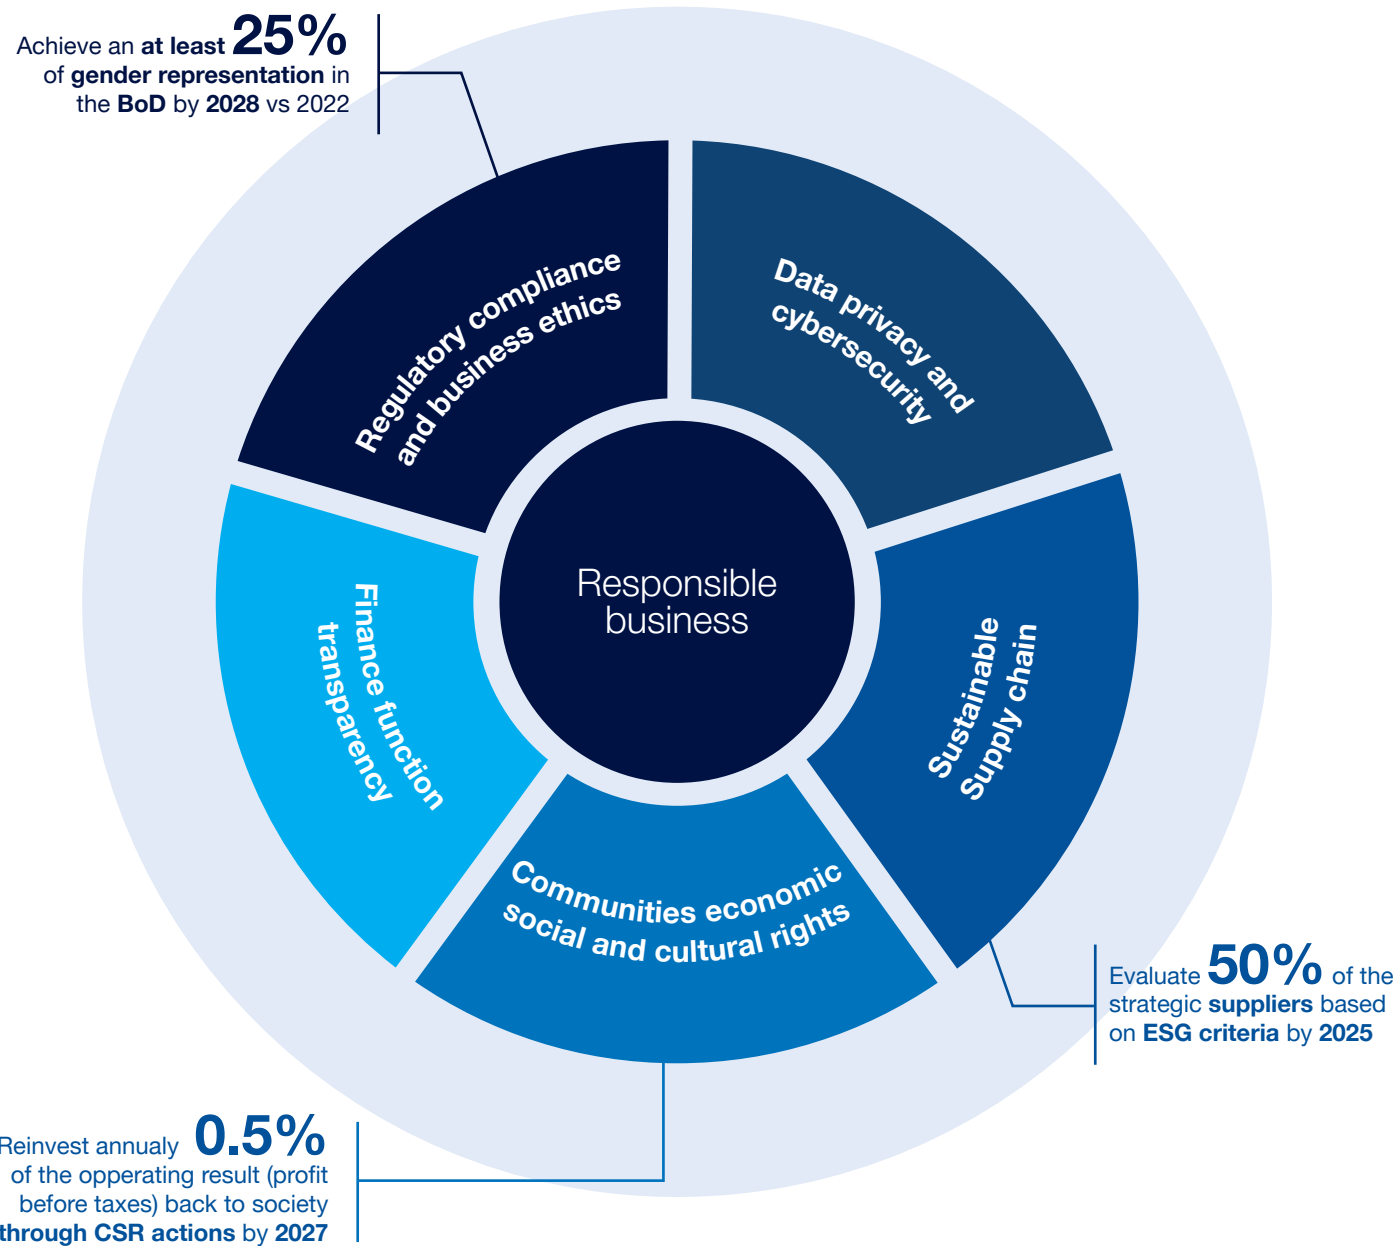 Achieve an at least 25%
of gender representation in
the BoD by 2028 vs 2022
Regulatory compliance
and business ethics
Data privacy and
cybersecurity
Responsible
business
Finance function
transparency
Sustainable
Supply chain
Communities economic
social and cultural rights
Evaluate 50% of the
strategic suppliers based
on ESG criteria by 2025
Reinvest annualy 0.5%
of the opperating result (profit
before taxes) back to society
through CSR actions by 2027